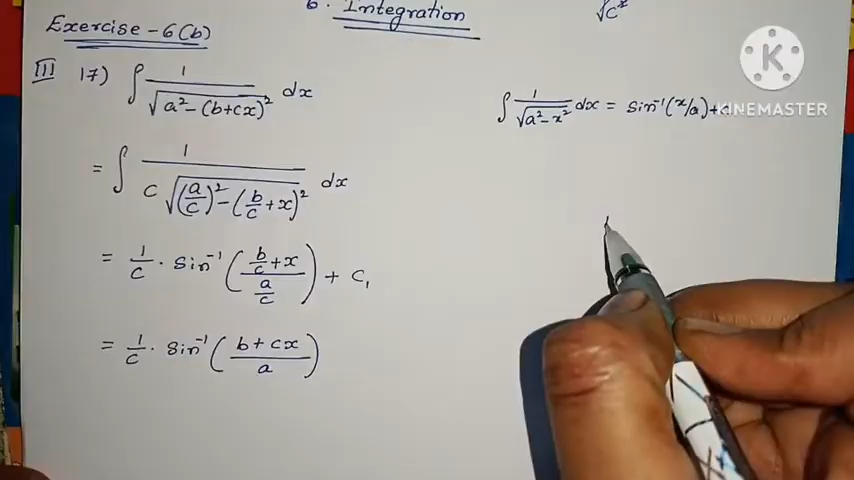 6. Integration
√c²
Exercise - 6(b)
III 17) ∫ 1/√(a² - (b+cx)²) dx
∫ 1/√(a² - x²) dx = sin⁻¹(x/a) +
KINEMASTER
= ∫ 1/(c √((a/c)² - (b/c + x)²)) dx
= 1/c · sin⁻¹((b/c + x)/(a/c)) + c₁
= 1/c · sin⁻¹((b + cx)/a)